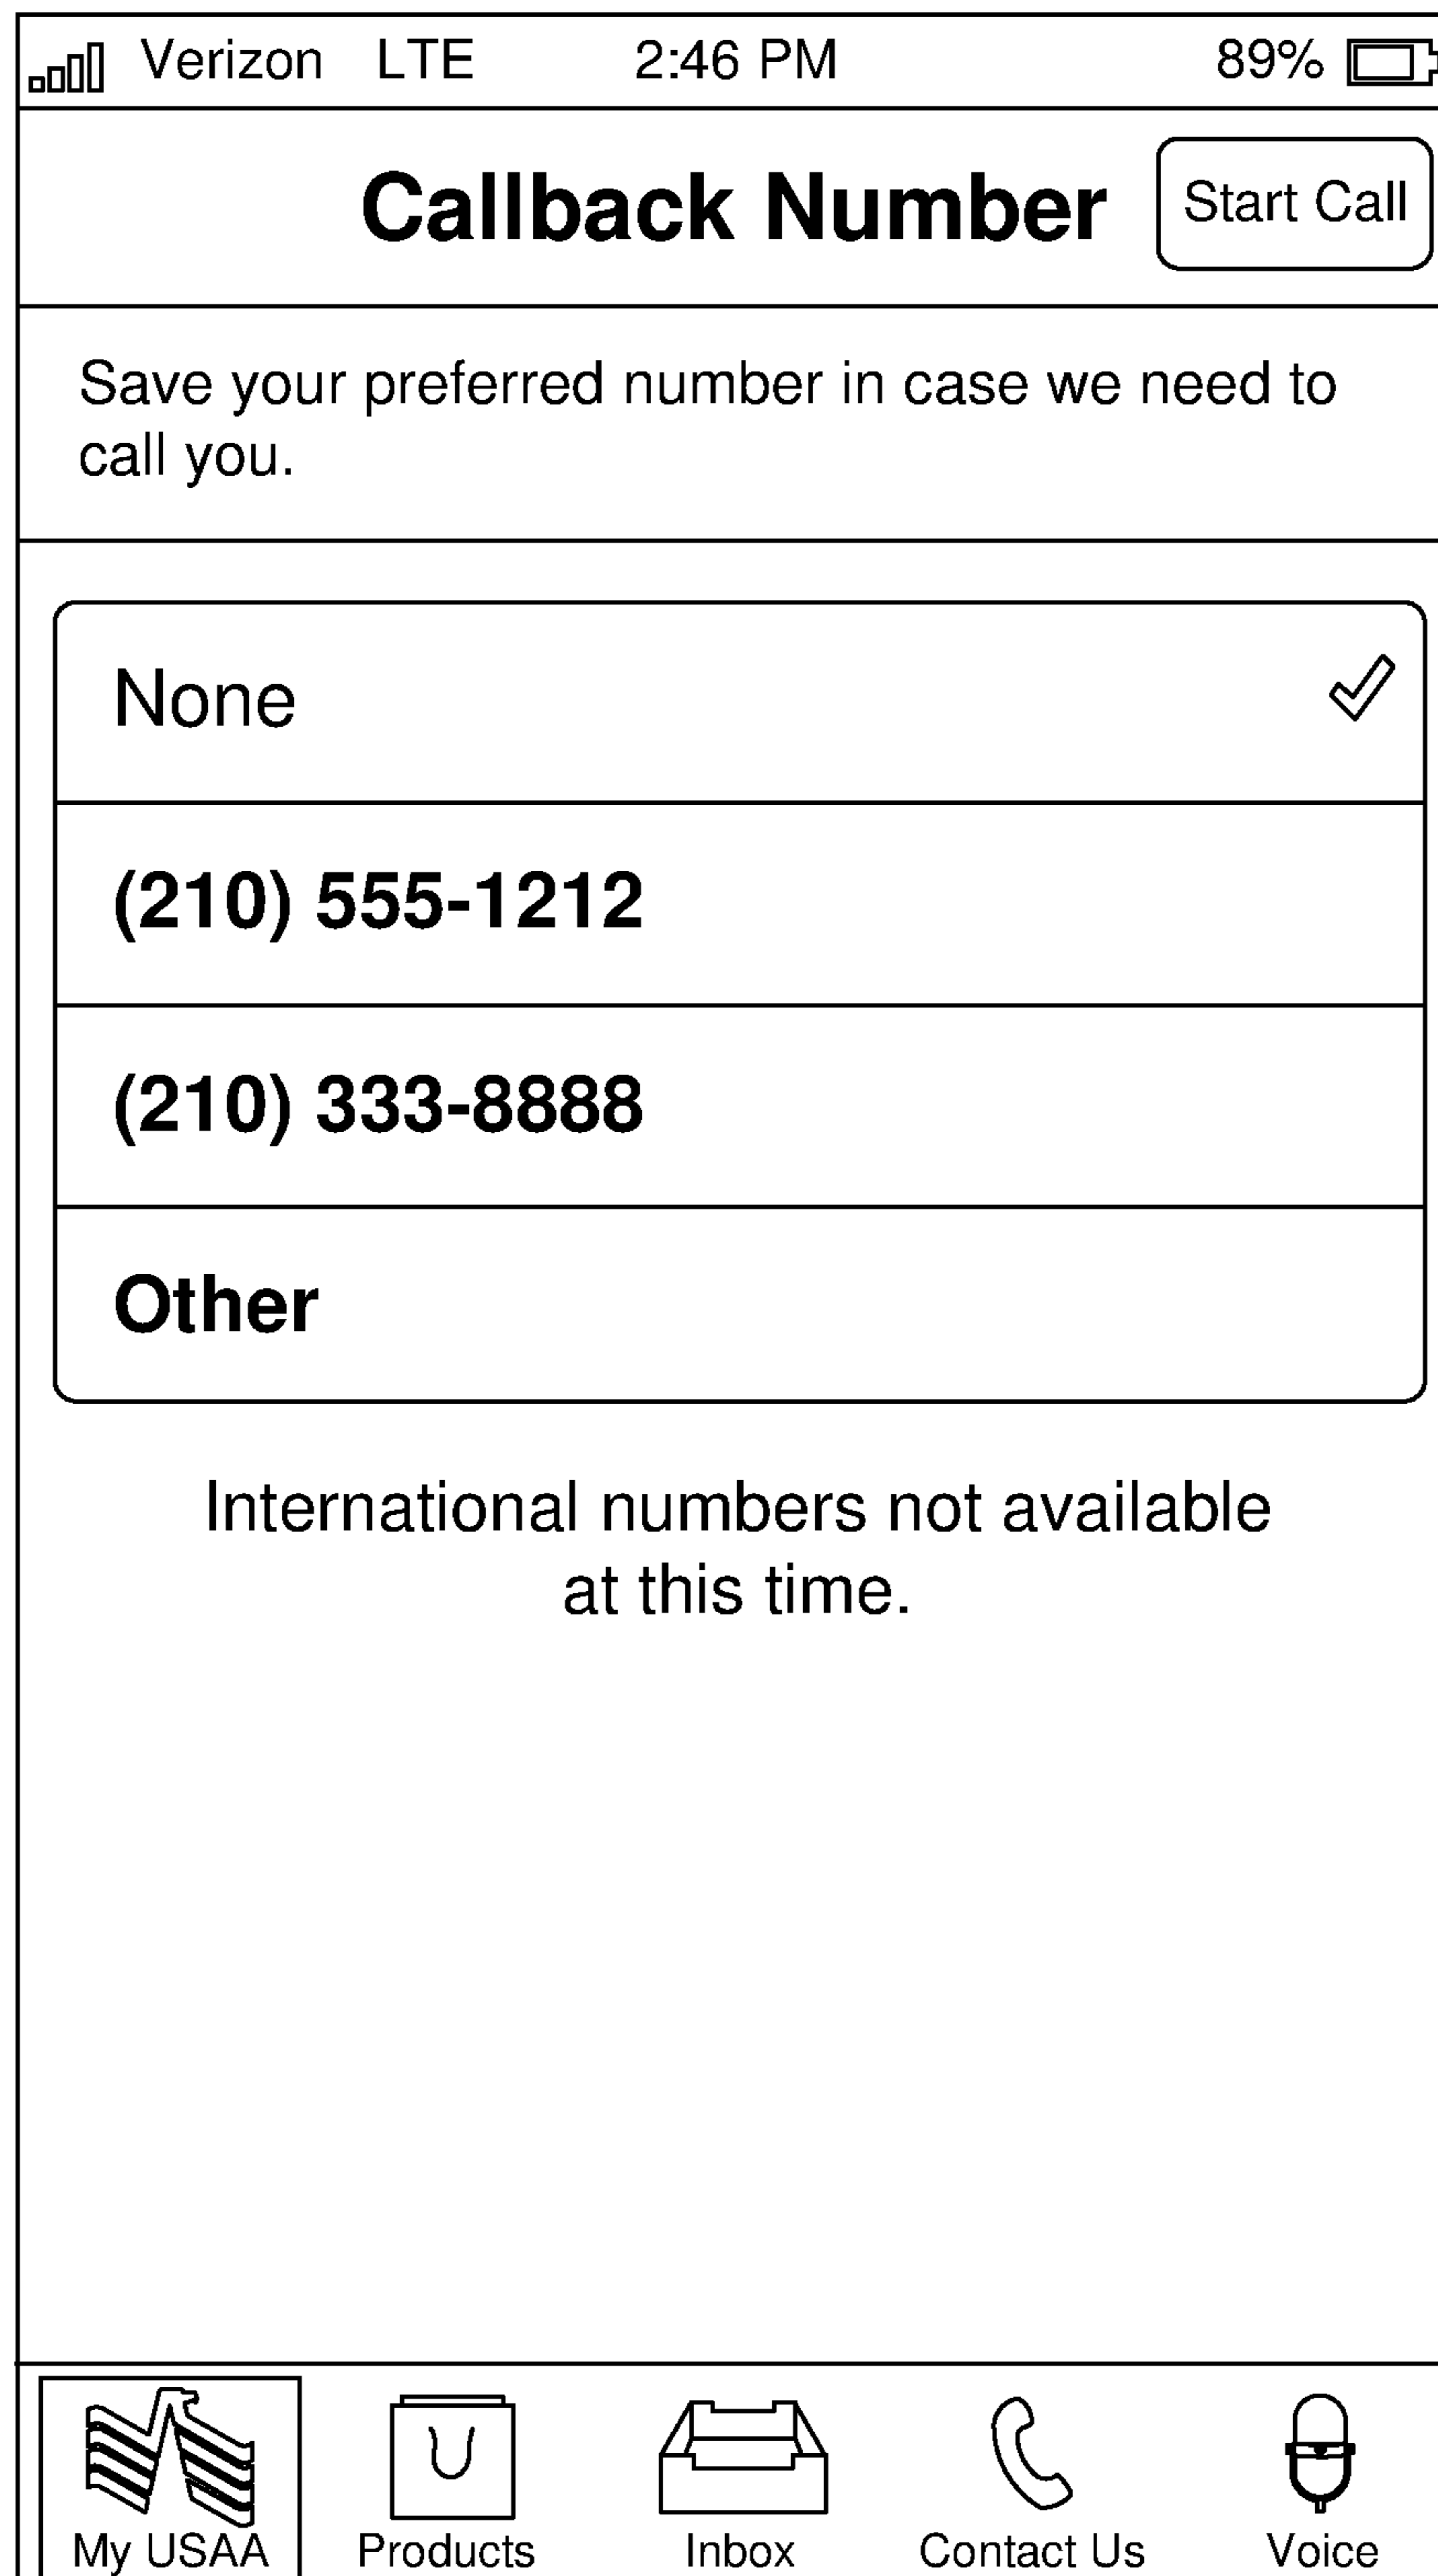 Verizon LTE 2:46 PM 89%
Callback Number Start Call
Save your preferred number in case we need to
call you.
None
(210) 555-1212
(210) 333-8888
Other
International numbers not available
at this time.
My USAA Products Inbox Contact Us Voice